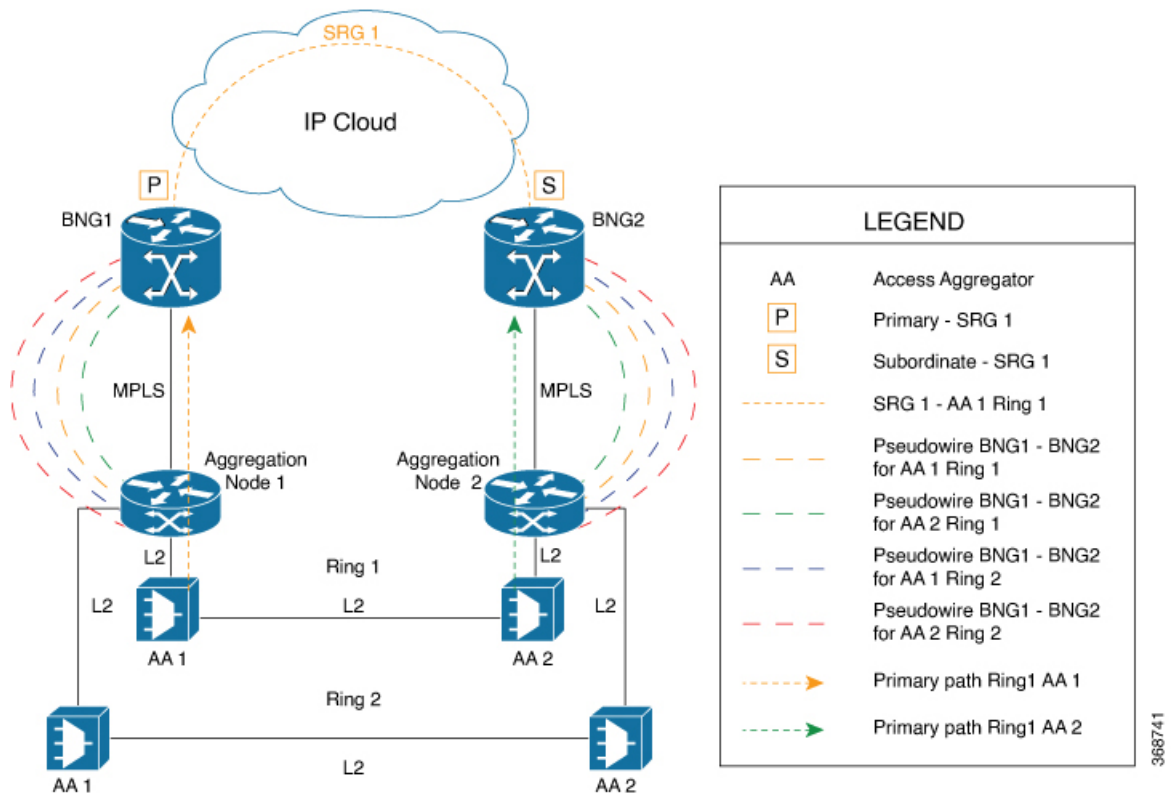 SRG 1
IP Cloud
P
S
BNG1
BNG2
MPLS
MPLS
Aggregation
Node 1
Aggregation
Node 2
L2
L2
Ring 1
L2
L2
L2
AA 1
AA 2
Ring 2
L2
AA 1
AA 2
LEGEND
AA Access Aggregator
P Primary - SRG 1
S Subordinate - SRG 1
SRG 1 - AA 1 Ring 1
Pseudowire BNG1 - BNG2
for AA 1 Ring 1
Pseudowire BNG1 - BNG2
for AA 2 Ring 1
Pseudowire BNG1 - BNG2
for AA 1 Ring 2
Pseudowire BNG1 - BNG2
for AA 2 Ring 2
Primary path Ring1 AA 1
Primary path Ring1 AA 2
368741